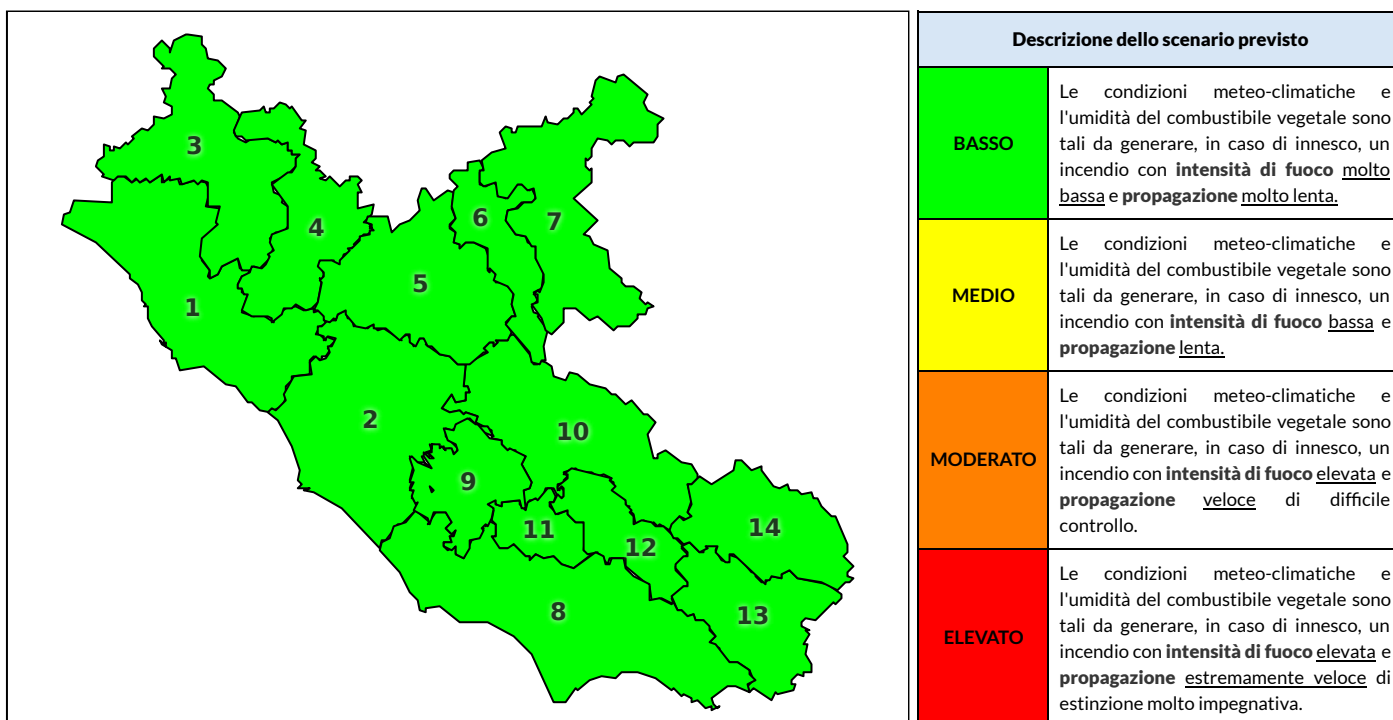 3
4
6
7
5
1
2
10
9
11
12
14
8
13
Descrizione dello scenario previsto
BASSO
Le condizioni meteo-climatiche e
l'umidità del combustibile vegetale sono
tali da generare, in caso di innesco, un
incendio con intensità di fuoco molto
bassa e propagazione molto lenta.
MEDIO
Le condizioni meteo-climatiche e
l'umidità del combustibile vegetale sono
tali da generare, in caso di innesco, un
incendio con intensità di fuoco bassa e
propagazione lenta.
MODERATO
Le condizioni meteo-climatiche e
l'umidità del combustibile vegetale sono
tali da generare, in caso di innesco, un
incendio con intensità di fuoco elevata e
propagazione veloce di difficile
controllo.
ELEVATO
Le condizioni meteo-climatiche e
l'umidità del combustibile vegetale sono
tali da generare, in caso di innesco, un
incendio con intensità di fuoco elevata e
propagazione estremamente veloce di
estinzione molto impegnativa.